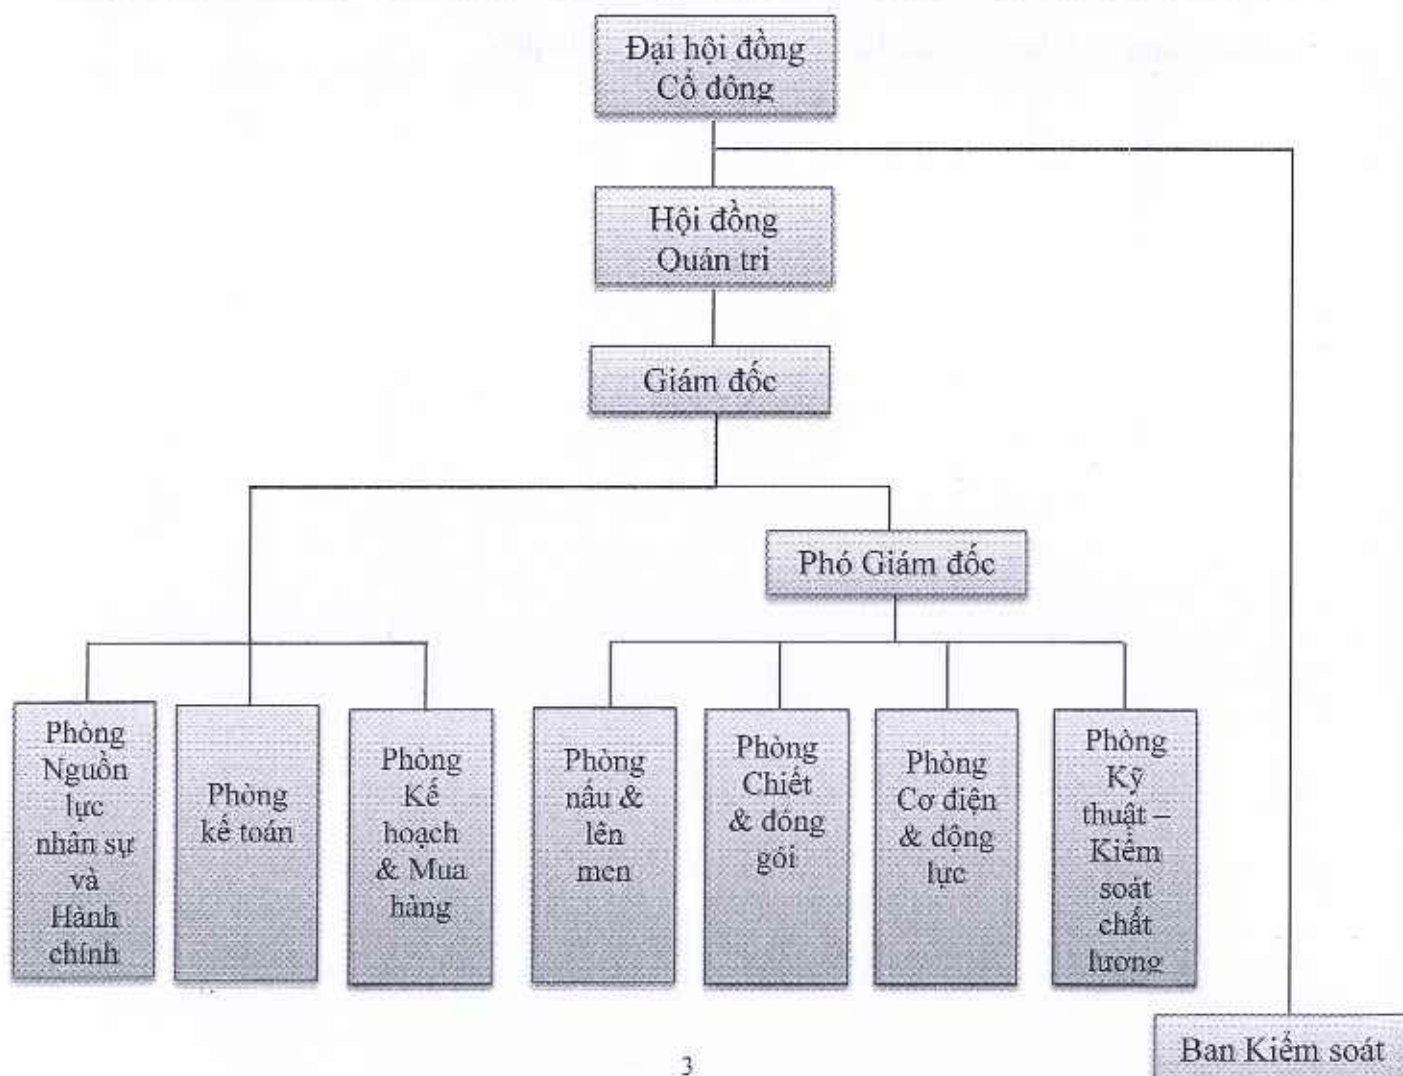 Đại hội đồng
Cổ đông
Hội đồng
Quản trị
Giám đốc
Phó Giám đốc
Phòng
Nguồn
lực
nhân sự
và
Hành
chính
Phòng
kế toán
Phòng
Kế
hoạch
& Mua
hàng
Phòng
nấu &
lên
men
Phòng
Chiết
& đóng
gói
Phòng
Cơ điện
& động
lực
Phòng
Kỹ
thuật –
Kiểm
soát
chất
lượng
Ban Kiểm soát
3